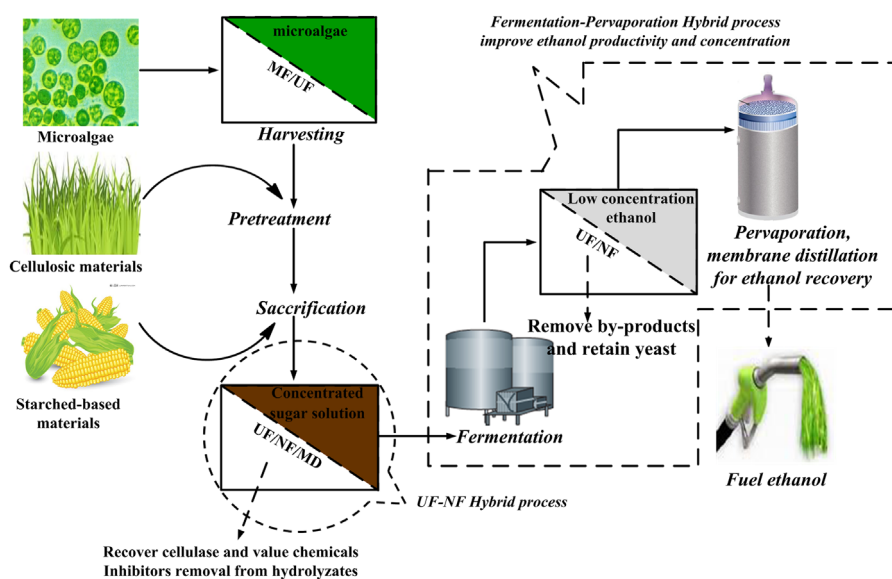 Fermentation-Pervaporation Hybrid process
improve ethanol productivity and concentration
microalgae
MF/UF
Microalgae
Harvesting
Cellulosic materials
Pretreatment
Saccrification
Starched-based
materials
Concentrated
sugar solution
UF/NF/MD
UF-NF Hybrid process
Recover cellulase and value chemicals
Inhibitors removal from hydrolyzates
Fermentation
Low concentration
ethanol
UF/NF
Remove by-products
and retain yeast
Pervaporation,
membrane distillation
for ethanol recovery
Fuel ethanol